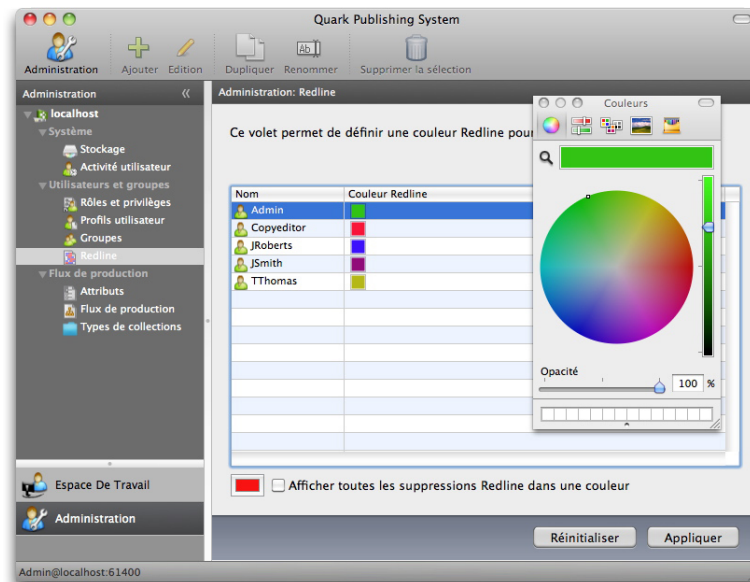 Quark Publishing System
Administration
Ajouter
Edition
Dupliquer
Renommer
Supprimer la sélection
Administration
localhost
Système
Stockage
Activité utilisateur
Utilisateurs et groupes
Rôles et privilèges
Profils utilisateur
Groupes
Redline
Flux de production
Attributs
Flux de production
Types de collections
Espace De Travail
Administration
Administration: Redline
Ce volet permet de définir une couleur Redline
Nom
Couleur Redline
Admin
Copyeditor
JRoberts
JSmith
TThomas
Afficher toutes les suppressions Redline dans une couleur
Réinitialiser
Appliquer
Couleurs
Opacité
100 %
Admin@localhost:61400